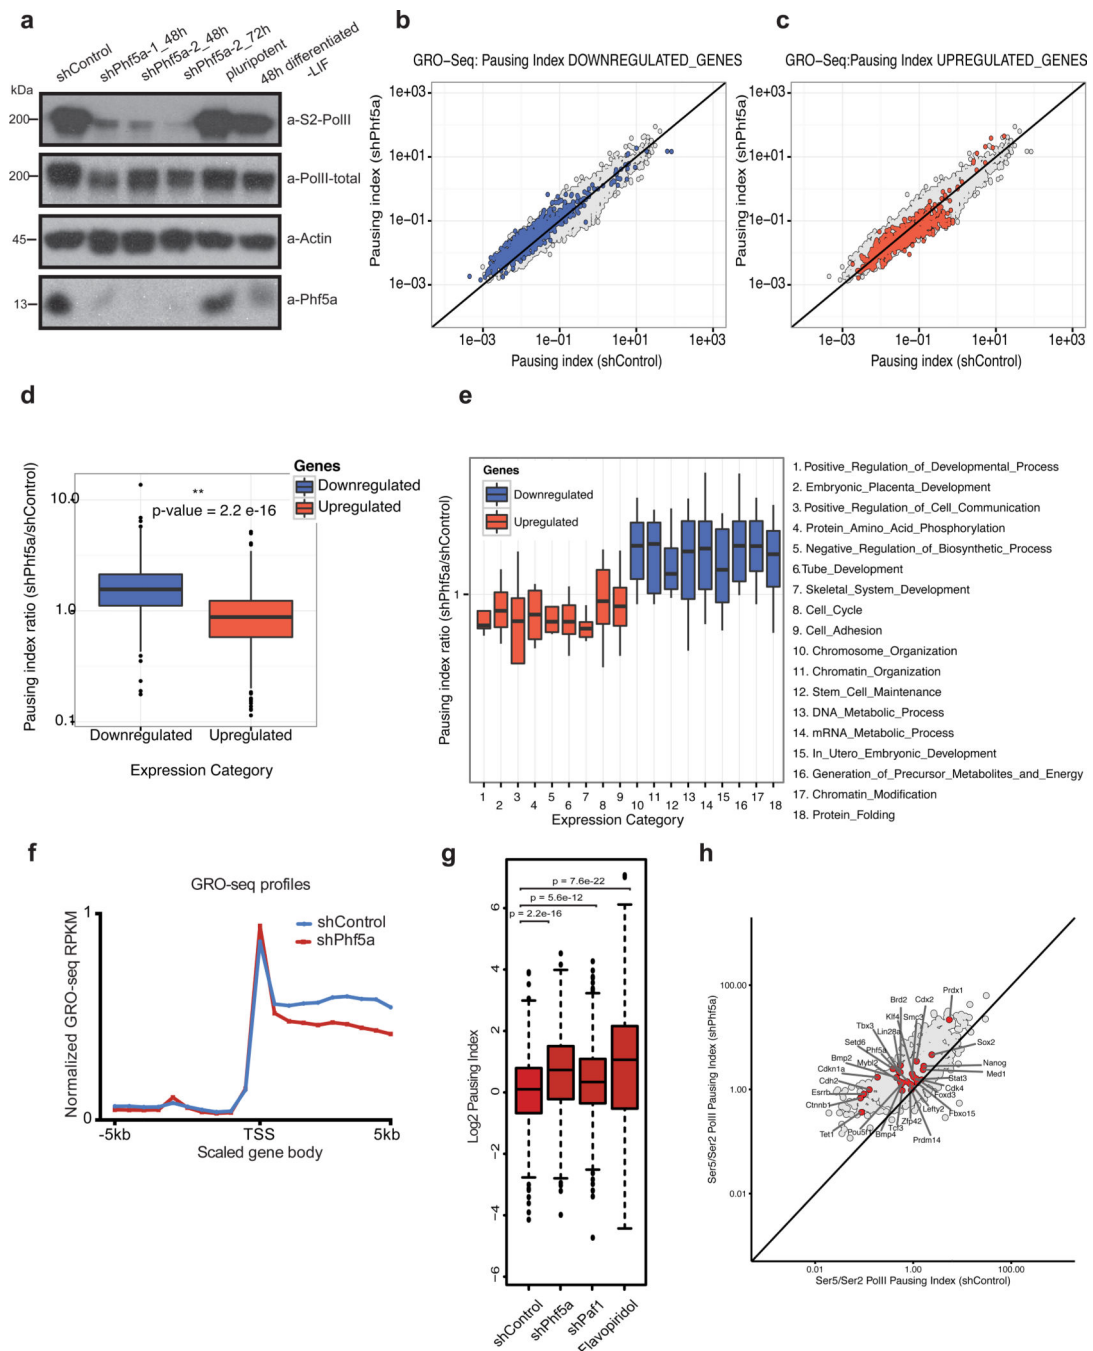 a
shControl
shPhf5a-1_48h
shPhf5a-2_48h
shPhf5a-2_72h
pluripotent
48h differentiated
-LIF
kDa
200
a-S2-PolII
200
a-PolII-total
45
a-Actin
13
a-Phf5a
b
GRO-Seq: Pausing Index DOWNREGULATED_GENES
Pausing index (shPhf5a)
1e+03
1e+01
1e-01
1e-03
1e-03 1e-01 1e+01 1e+03
Pausing index (shControl)
c
GRO-Seq:Pausing Index UPREGULATED_GENES
Pausing index (shPhf5a)
1e+03
1e+01
1e-01
1e-03
1e-03 1e-01 1e+01 1e+03
Pausing index (shControl)
d
Pausing index ratio (shPhf5a/shControl)
10.0
1.0
0.1
**
p-value = 2.2 e-16
Genes
Downregulated
Upregulated
Downregulated Upregulated
Expression Category
e
Pausing index ratio (shPhf5a/shControl)
1
Genes
Downregulated
Upregulated
1 2 3 4 5 6 7 8 9 10 11 12 13 14 15 16 17 18
Expression Category
1. Positive_Regulation_of_Developmental_Process
2. Embryonic_Placenta_Development
3. Positive_Regulation_of_Cell_Communication
4. Protein_Amino_Acid_Phosphorylation
5. Negative_Regulation_of_Biosynthetic_Process
6.Tube_Development
7. Skeletal_System_Development
8. Cell_Cycle
9. Cell_Adhesion
10. Chromosome_Organization
11. Chromatin_Organization
12. Stem_Cell_Maintenance
13. DNA_Metabolic_Process
14. mRNA_Metabolic_Process
15. In_Utero_Embryonic_Development
16. Generation_of_Precursor_Metabolites_and_Energy
17. Chromatin_Modification
18. Protein_Folding
f
GRO-seq profiles
Normalized GRO-seq RPKM
1
0
shControl
shPhf5a
-5kb TSS 5kb
Scaled gene body
g
Log2 Pausing Index
6
4
2
0
-2
-4
-6
p = 7.6e-22
p = 5.6e-12
p = 2.2e-16
shControl
shPhf5a
shPaf1
Flavopiridol
h
Ser5/Ser2 PolII Pausing Index (shPhf5a)
100.00
1.00
0.01
Prdx1
Brd2
Cdx2
Klf4
Smc3
Tbx3
Lin28a
Sox2
Setd6
Phf5a
Bmp2
Mybl2
Nanog
Med1
Cdkn1a
Stat3
Cdh2
Cdk4
Esrrb
Foxd3
Ctnnb1
Lefty2
Fbxo15
Zfp42
Tet1
Pou5f1
Tcf3
Bmp4
Prdm14
0.01 1.00 100.00
Ser5/Ser2 PolII Pausing Index (shControl)